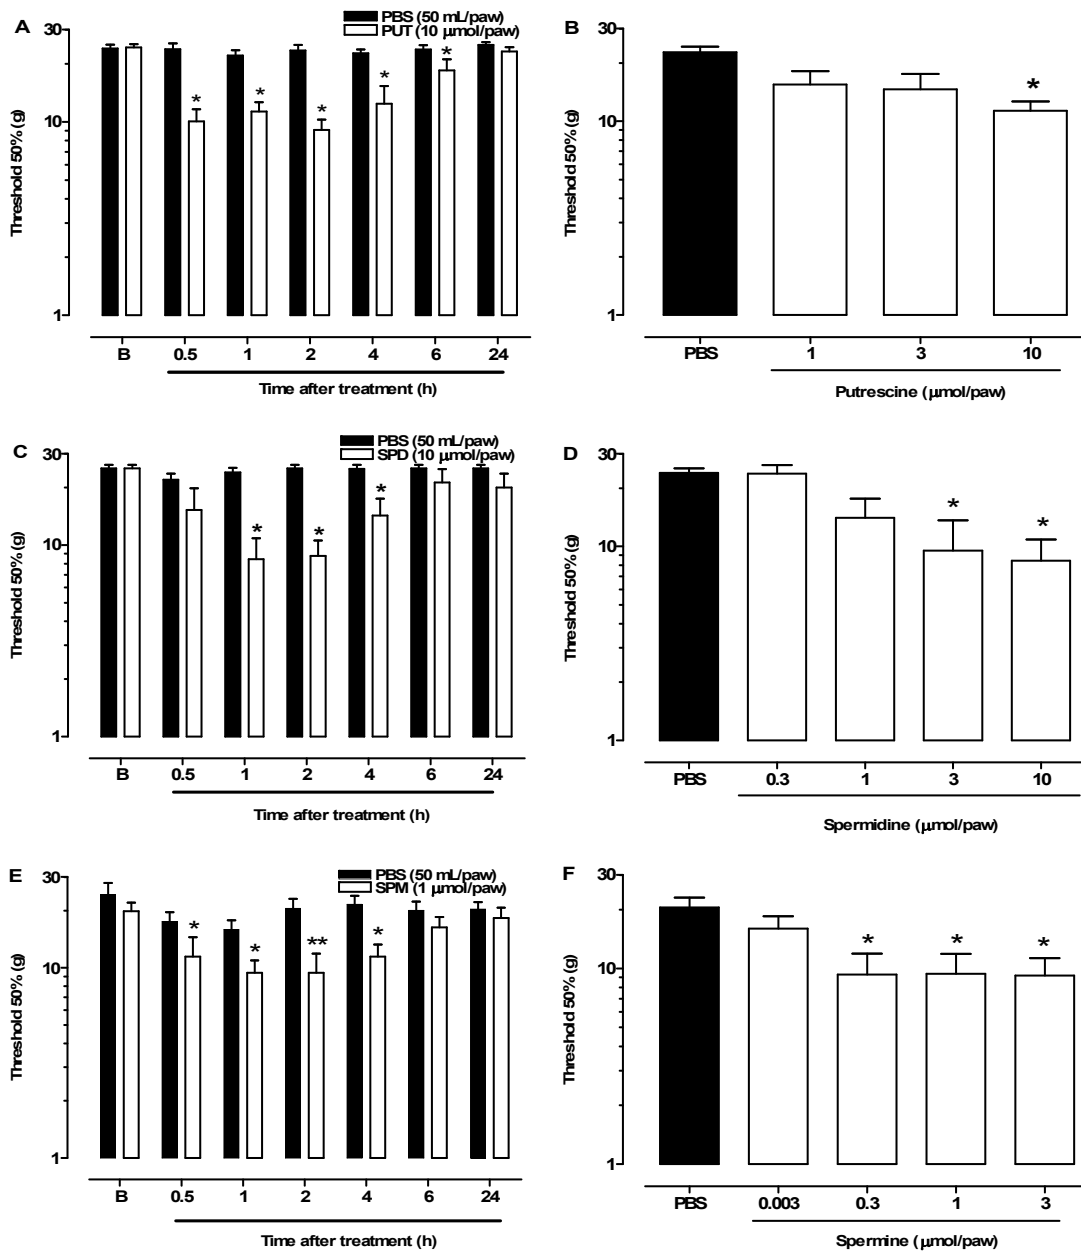 A
PBS (50 mL/paw)
PUT (10 µmol/paw)
30
10
1
Threshold 50% (g)
* * * * *
B 0.5 1 2 4 6 24
Time after treatment (h)
B
30
10
1
Threshold 50% (g)
*
PBS 1 3 10
Putrescine (µmol/paw)
C
PBS (50 mL/paw)
SPD (10 µmol/paw)
30
10
1
Threshold 50% (g)
* * *
B 0.5 1 2 4 6 24
Time after treatment (h)
D
30
10
1
Threshold 50% (g)
* *
PBS 0.3 1 3 10
Spermidine (µmol/paw)
E
PBS (50 mL/paw)
SPM (1 µmol/paw)
30
10
1
Threshold 50% (g)
* * ** *
B 0.5 1 2 4 6 24
Time after treatment (h)
F
30
10
1
Threshold 50% (g)
* * *
PBS 0.003 0.3 1 3
Spermine (µmol/paw)